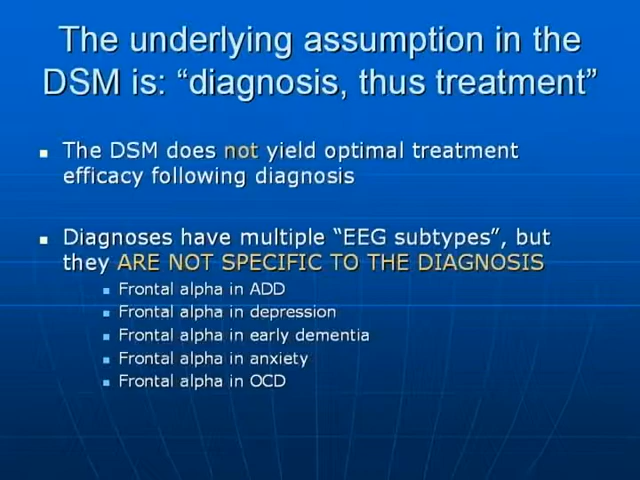 The underlying assumption in the
DSM is: “diagnosis, thus treatment”
The DSM does not yield optimal treatment
efficacy following diagnosis
Diagnoses have multiple “EEG subtypes”, but
they ARE NOT SPECIFIC TO THE DIAGNOSIS
Frontal alpha in ADD
Frontal alpha in depression
Frontal alpha in early dementia
Frontal alpha in anxiety
Frontal alpha in OCD